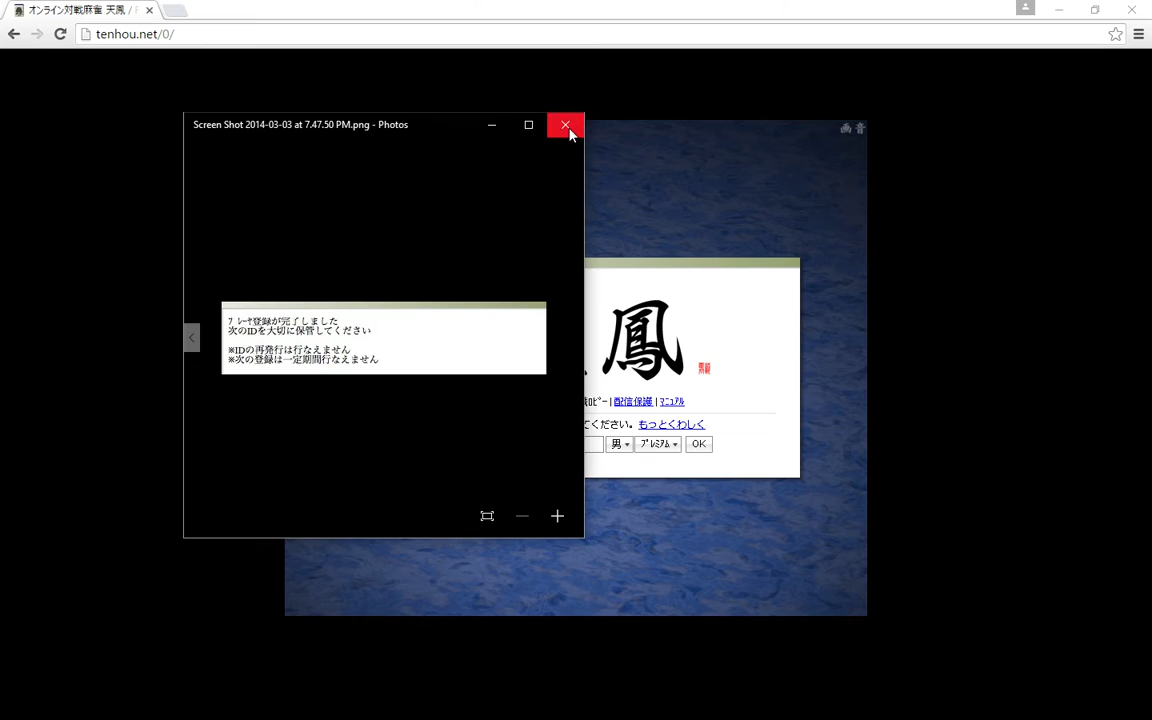 オンライン対戦麻雀 天鳳 / F
tenhou.net/0/
Screen Shot 2014-03-03 at 7.47.50 PM.png - Photos
画 音
ﾌﾟﾚｰﾔ登録が完了しました
次のIDを大切に保管してください
※IDの再発行は行なえません
※次の登録は一定期間行なえません
鳳
ﾛﾋﾞｰ | 配信保護 | ﾏﾆｭｱﾙ
てください。もっとくわしく
男 ﾌﾟﾚﾐｱﾑ OK